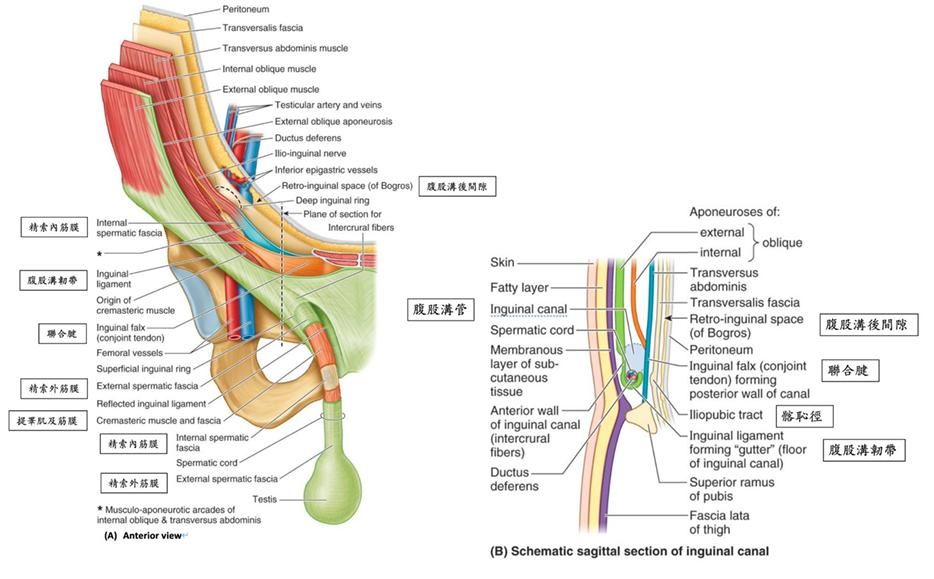 Peritoneum
Transversalis fascia
Transversus abdominis muscle
Internal oblique muscle
External oblique muscle
Testicular artery and veins
External oblique aponeurosis
Ductus deferens
Ilio-inguinal nerve
Inferior epigastric vessels
Retro-inguinal space (of Bogros)
腹股溝後間隙
Deep inguinal ring
Plane of section for
Intercrural fibers
精索內筋膜
Internal
spermatic fascia
*
腹股溝韌帶
Inguinal
ligament
Origin of
cremasteric muscle
聯合腱
Inguinal falx
(conjoint tendon)
Femoral vessels
Superficial inguinal ring
精索外筋膜
External spermatic fascia
Reflected inguinal ligament
提睪肌及筋膜
Cremasteric muscle and fascia
精索內筋膜
Internal spermatic
fascia
Spermatic cord
精索外筋膜
External spermatic fascia
Testis
* Musculo-aponeurotic arcades of
internal oblique & transversus abdominis
(A) Anterior view↵
Aponeuroses of:
external
internal
oblique
Skin
Fatty layer
腹股溝管
Inguinal canal
Spermatic cord
Membranous
layer of sub-
cutaneous
tissue
Anterior wall
of inguinal canal
(intercrural
fibers)
Ductus
deferens
Transversus
abdominis
Transversalis fascia
Retro-inguinal space
(of Bogros)
腹股溝後間隙
Peritoneum
Inguinal falx (conjoint
tendon) forming
posterior wall of canal
聯合腱
Iliopubic tract
髂恥徑
Inguinal ligament
forming “gutter” (floor
of inguinal canal)
腹股溝韌帶
Superior ramus
of pubis
Fascia lata
of thigh
(B) Schematic sagittal section of inguinal canal